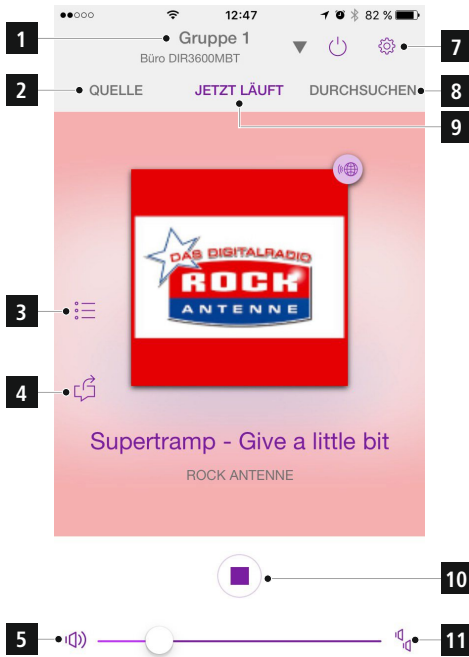 12:47
82 %
1
Gruppe 1
Büro DIR3600MBT
7
2
QUELLE
JETZT LÄUFT
DURCHSUCHEN
8
9
DAS DIGITALRADIO
ROCK
ANTENNE
3
4
Supertramp - Give a little bit
ROCK ANTENNE
10
5
11